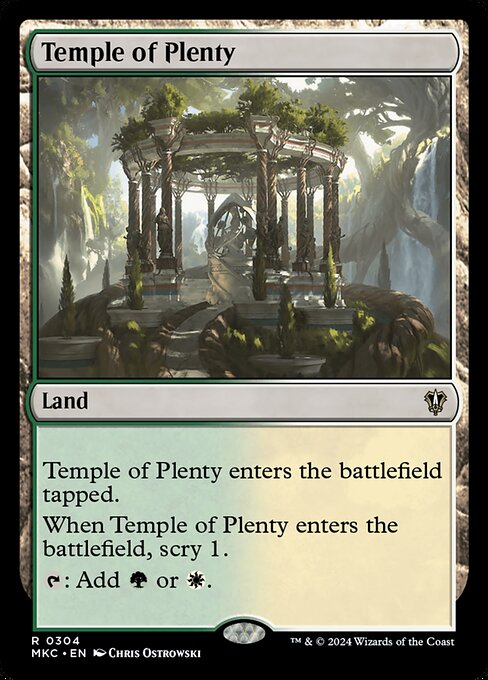 Temple of Plenty
Land
Temple of Plenty enters the battlefield
tapped.
When Temple of Plenty enters the
battlefield, scry 1.
: Add or .
R 0304
MKC • EN Chris Ostrowski
™ & © 2024 Wizards of the Coast